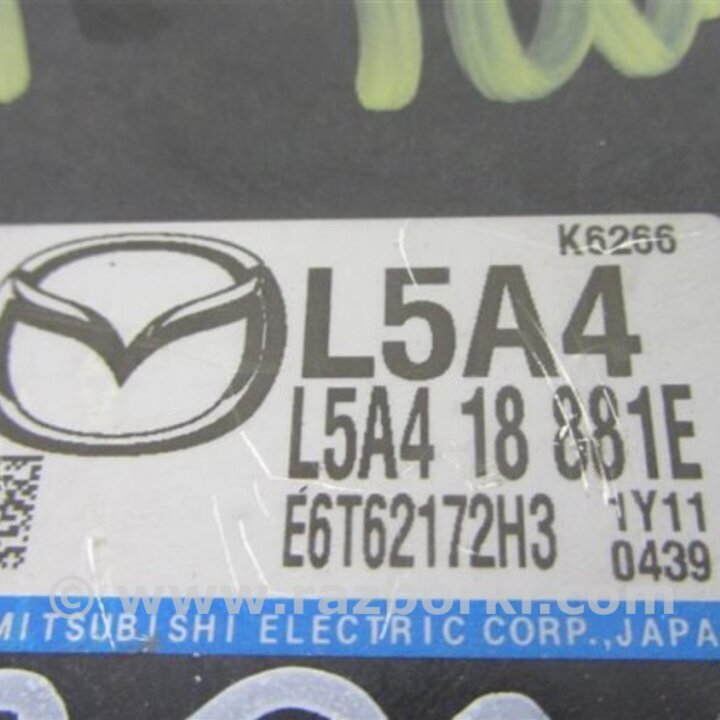 K6266
L5A4
L5A4 18 881E
E6T62172H3 1Y11
0439
© www.razborki.com
MITSUBISHI ELECTRIC CORP.,JAPA